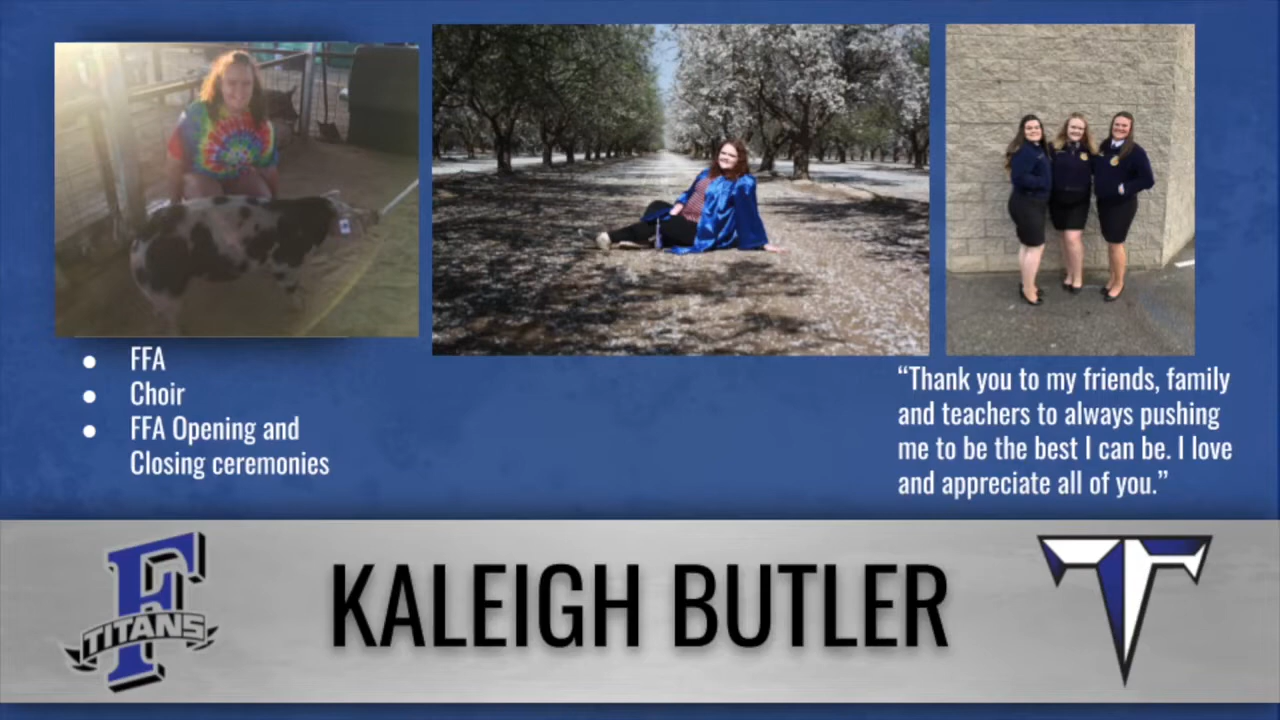 ● FFA
● Choir
● FFA Opening and
Closing ceremonies
“Thank you to my friends, family
and teachers to always pushing
me to be the best I can be. I love
and appreciate all of you.”
F
TITANS
KALEIGH BUTLER
T